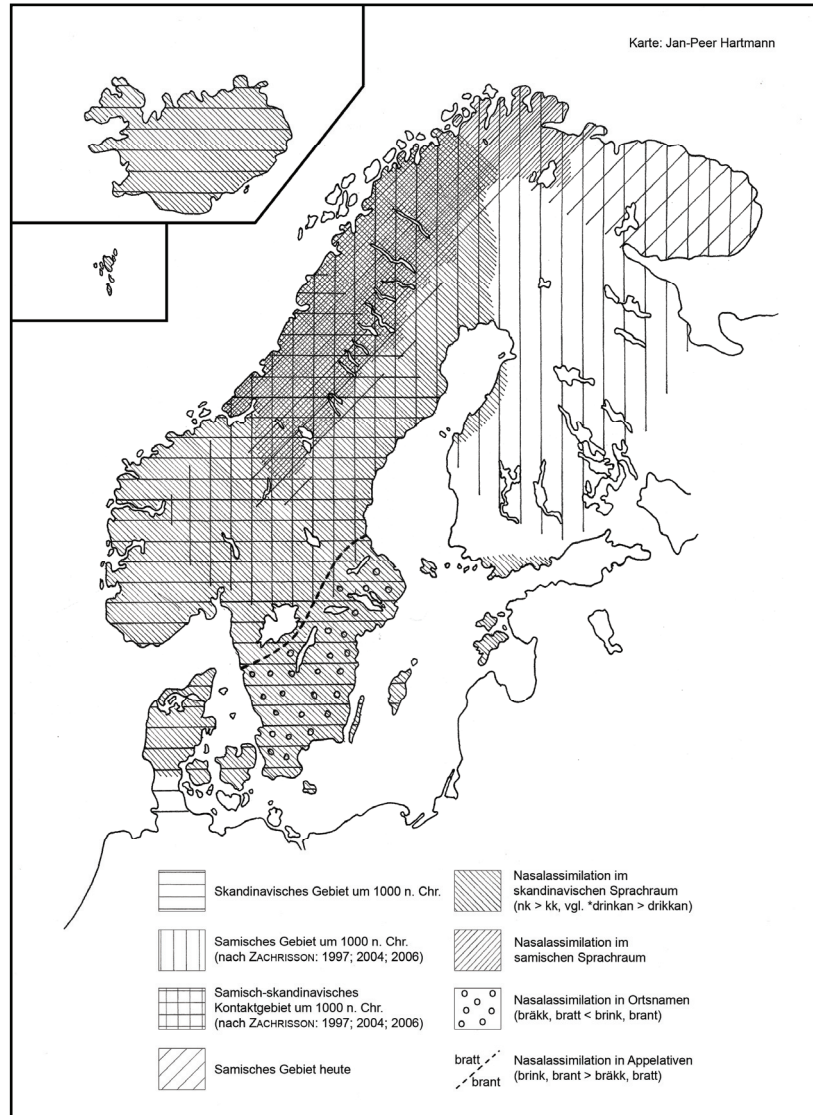 Karte: Jan-Peer Hartmann
Skandinavisches Gebiet um 1000 n. Chr.
Samisches Gebiet um 1000 n. Chr.
(nach ZACHRISSON: 1997; 2004; 2006)
Samisch-skandinavisches
Kontaktgebiet um 1000 n. Chr.
(nach ZACHRISSON: 1997; 2004; 2006)
Samisches Gebiet heute
Nasalassimilation im
skandinavischen Sprachraum
(nk > kk, vgl. *drinkan > drikkan)
Nasalassimilation im
samischen Sprachraum
Nasalassimilation in Ortsnamen
(bräkk, bratt < brink, brant)
bratt
brant
Nasalassimilation in Appelativen
(brink, brant > bräkk, bratt)